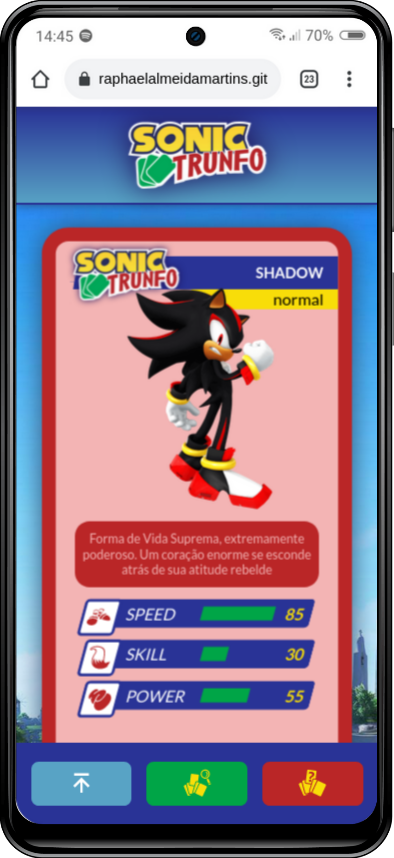 14:45
70%
raphaelalmeidamartins.git
23
SONIC
TRUNFO
SONIC
TRUNFO
SHADOW
normal
Forma de Vida Suprema, extremamente
poderoso. Um coração enorme se esconde
atrás de sua atitude rebelde
SPEED 85
SKILL 30
POWER 55
?